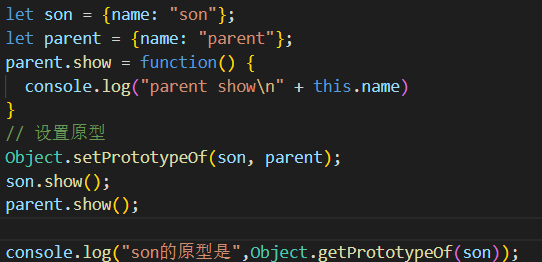 let son = {name: "son"};
let parent = {name: "parent"};
parent.show = function() {
  console.log("parent show\n" + this.name)
}
// 设置原型
Object.setPrototypeOf(son, parent);
son.show();
parent.show();
console.log("son的原型是",Object.getPrototypeOf(son));